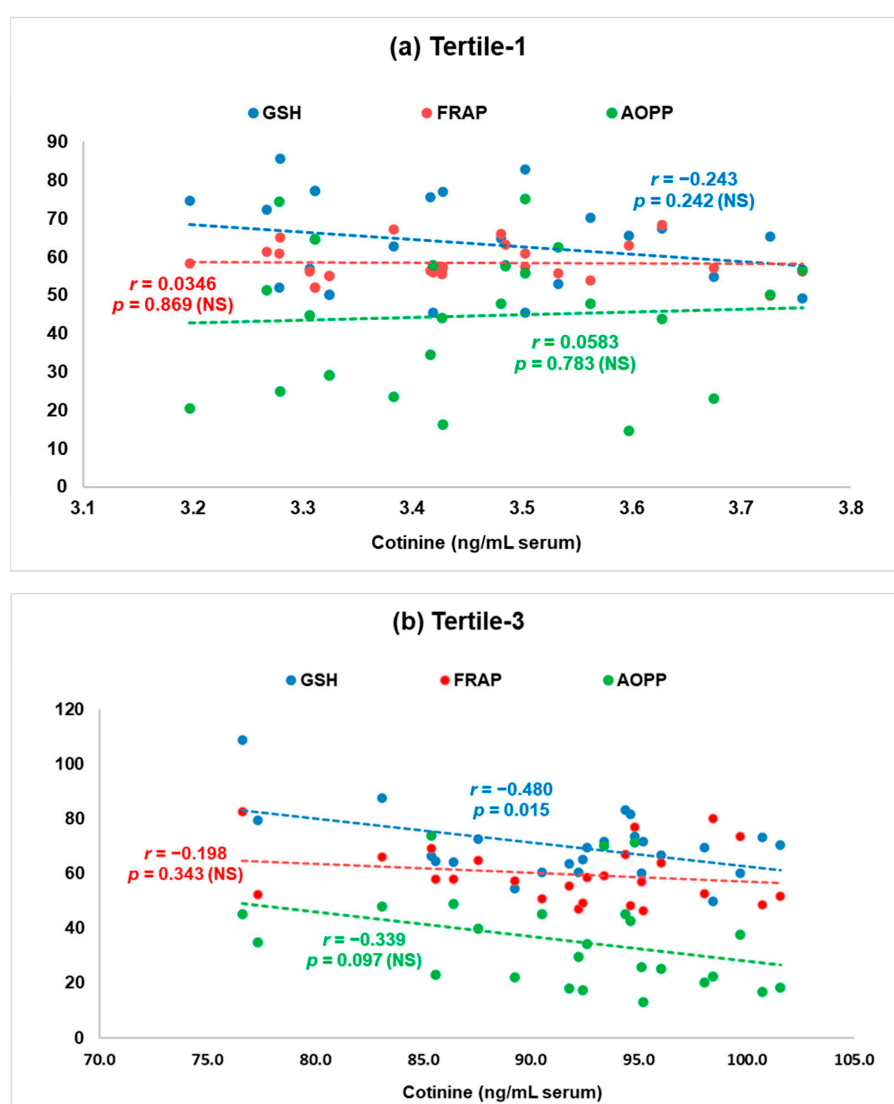 (a) Tertile-1
GSH FRAP AOPP
90
80
70
60
50
40
30
20
10
0
r = −0.243
p = 0.242 (NS)
r = 0.0346
p = 0.869 (NS)
r = 0.0583
p = 0.783 (NS)
3.1 3.2 3.3 3.4 3.5 3.6 3.7 3.8
Cotinine (ng/mL serum)
(b) Tertile-3
GSH FRAP AOPP
120
100
80
60
40
20
0
r = −0.480
p = 0.015
r = −0.198
p = 0.343 (NS)
r = −0.339
p = 0.097 (NS)
70.0 75.0 80.0 85.0 90.0 95.0 100.0 105.0
Cotinine (ng/mL serum)